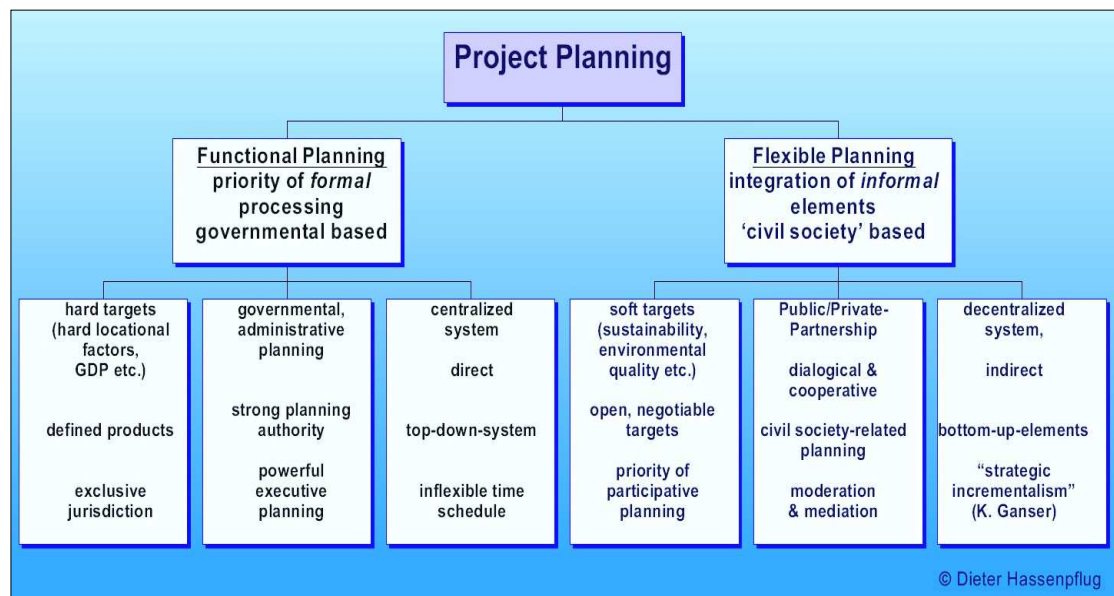 Project Planning
Functional Planning
priority of formal
processing
governmental based
Flexible Planning
integration of informal
elements
‘civil society’ based
hard targets
(hard locational
factors,
GDP etc.)
defined products
exclusive
jurisdiction
governmental,
administrative
planning
strong planning
authority
powerful
executive
planning
centralized
system
direct
top-down-system
inflexible time
schedule
soft targets
(sustainability,
environmental
quality etc.)
open, negotiable
targets
priority of
participative
planning
Public/Private-
Partnership
dialogical &
cooperative
civil society-related
planning
moderation
& mediation
decentralized
system,
indirect
bottom-up-elements
“strategic
incrementalism”
(K. Ganser)
© Dieter Hassenpflug